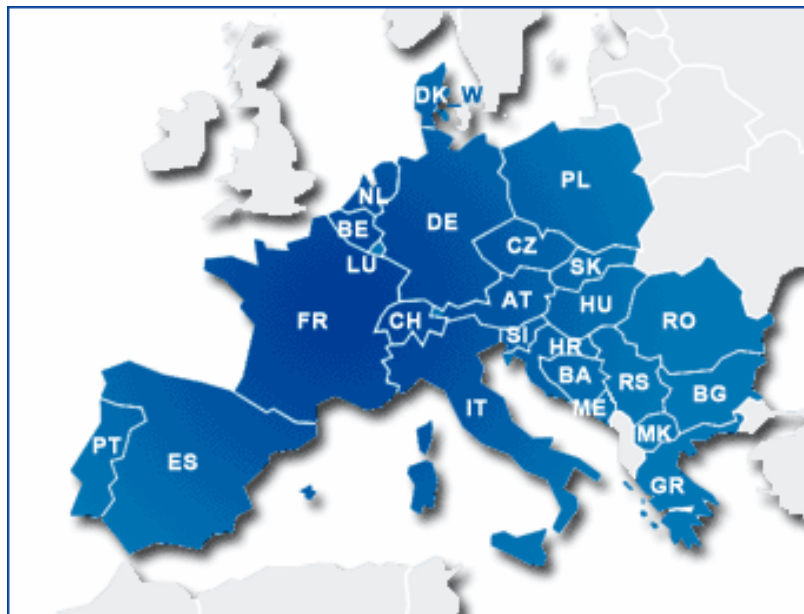 DK_W
PL
NL
DE
BE
CZ
LU
SK
AT
HU
FR
CH
RO
SI
HR
BA
RS
BG
ME
IT
MK
PT
ES
GR